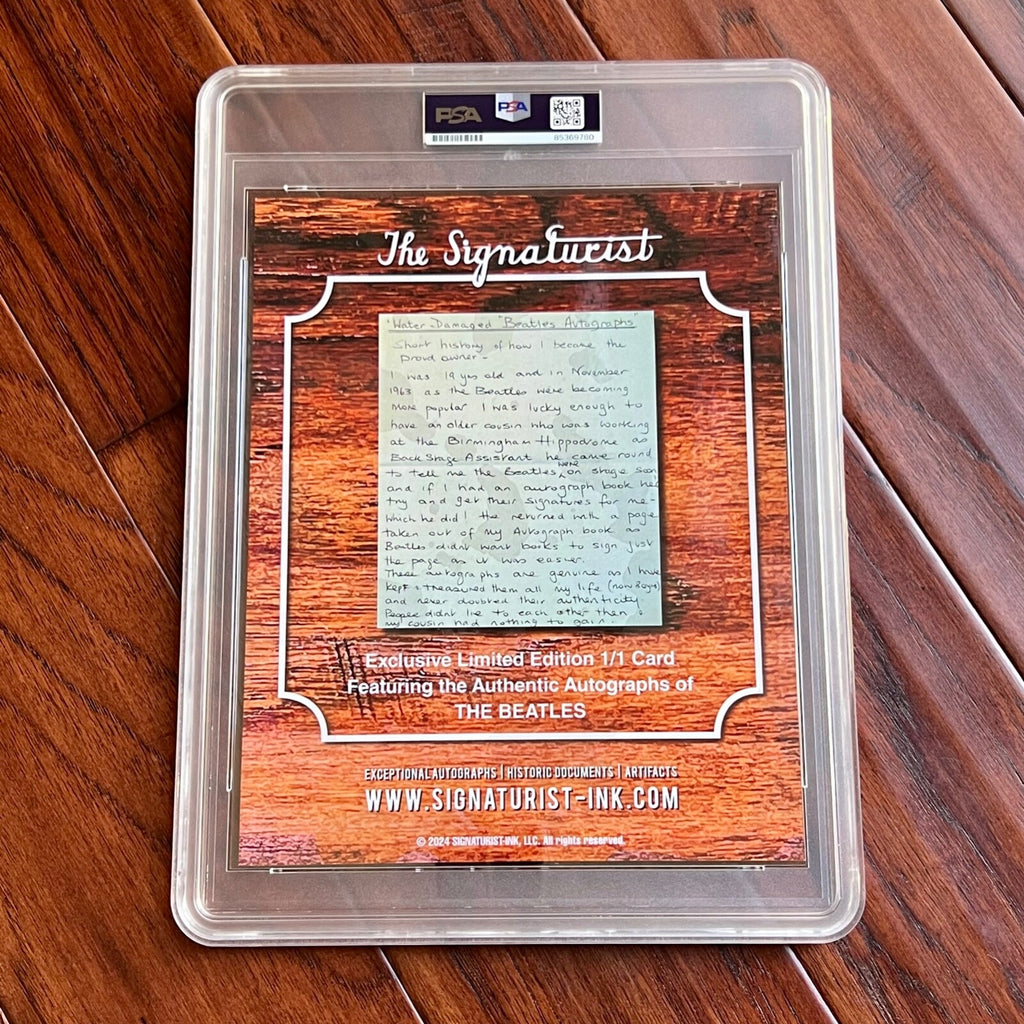 PSA
PSA
85369760
The Signaturist
"Water Damaged" Beatles Autographs"
Short history of how I became the
proud owner -
I was 19 yrs old and in November
1963 as the Beatles were becoming
more popular I was lucky enough to
have an older cousin who was working
at the Birmingham Hippodrome as
Back Stage Assistant he came round
to tell me the Beatles were on stage soon
and if I had an autograph book he'd
try and get their signatures for me -
which he did! He returned with a page
taken out of my Autograph book as
Beatles didnt want books to sign just
the page as it was easier.
These autographs are genuine as I have
kept + treasured them all my life (now 80yrs)
and never doubted their authenticity
People didnt lie to each other then &
my cousin had nothing to gain.
Exclusive Limited Edition 1/1 Card
Featuring the Authentic Autographs of
THE BEATLES
EXCEPTIONAL AUTOGRAPHS | HISTORIC DOCUMENTS | ARTIFACTS
WWW.SIGNATURIST-INK.COM
© 2024 SIGNATURIST-INK, LLC. All rights reserved.